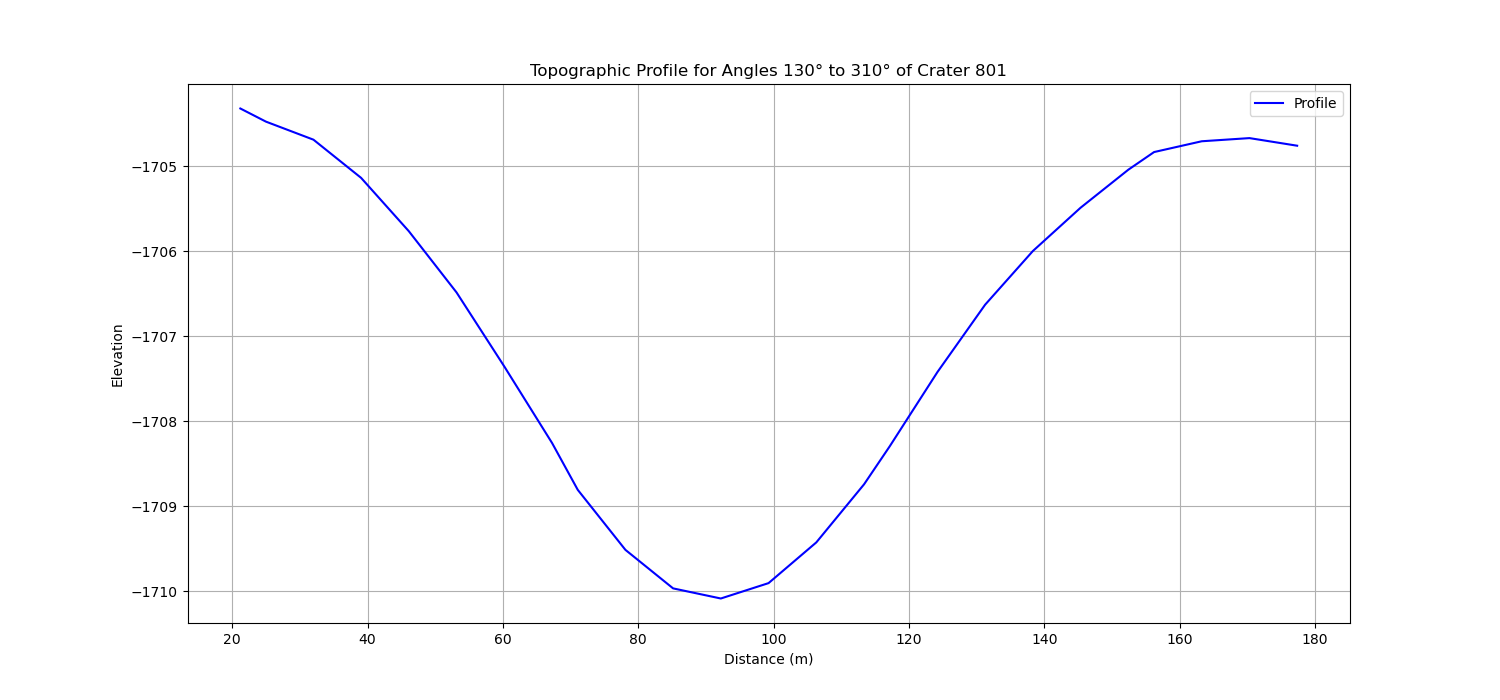 Topographic Profile for Angles 130° to 310° of Crater 801
Profile
−1705
−1706
−1707
−1708
−1709
−1710
Elevation
20 40 60 80 100 120 140 160 180
Distance (m)